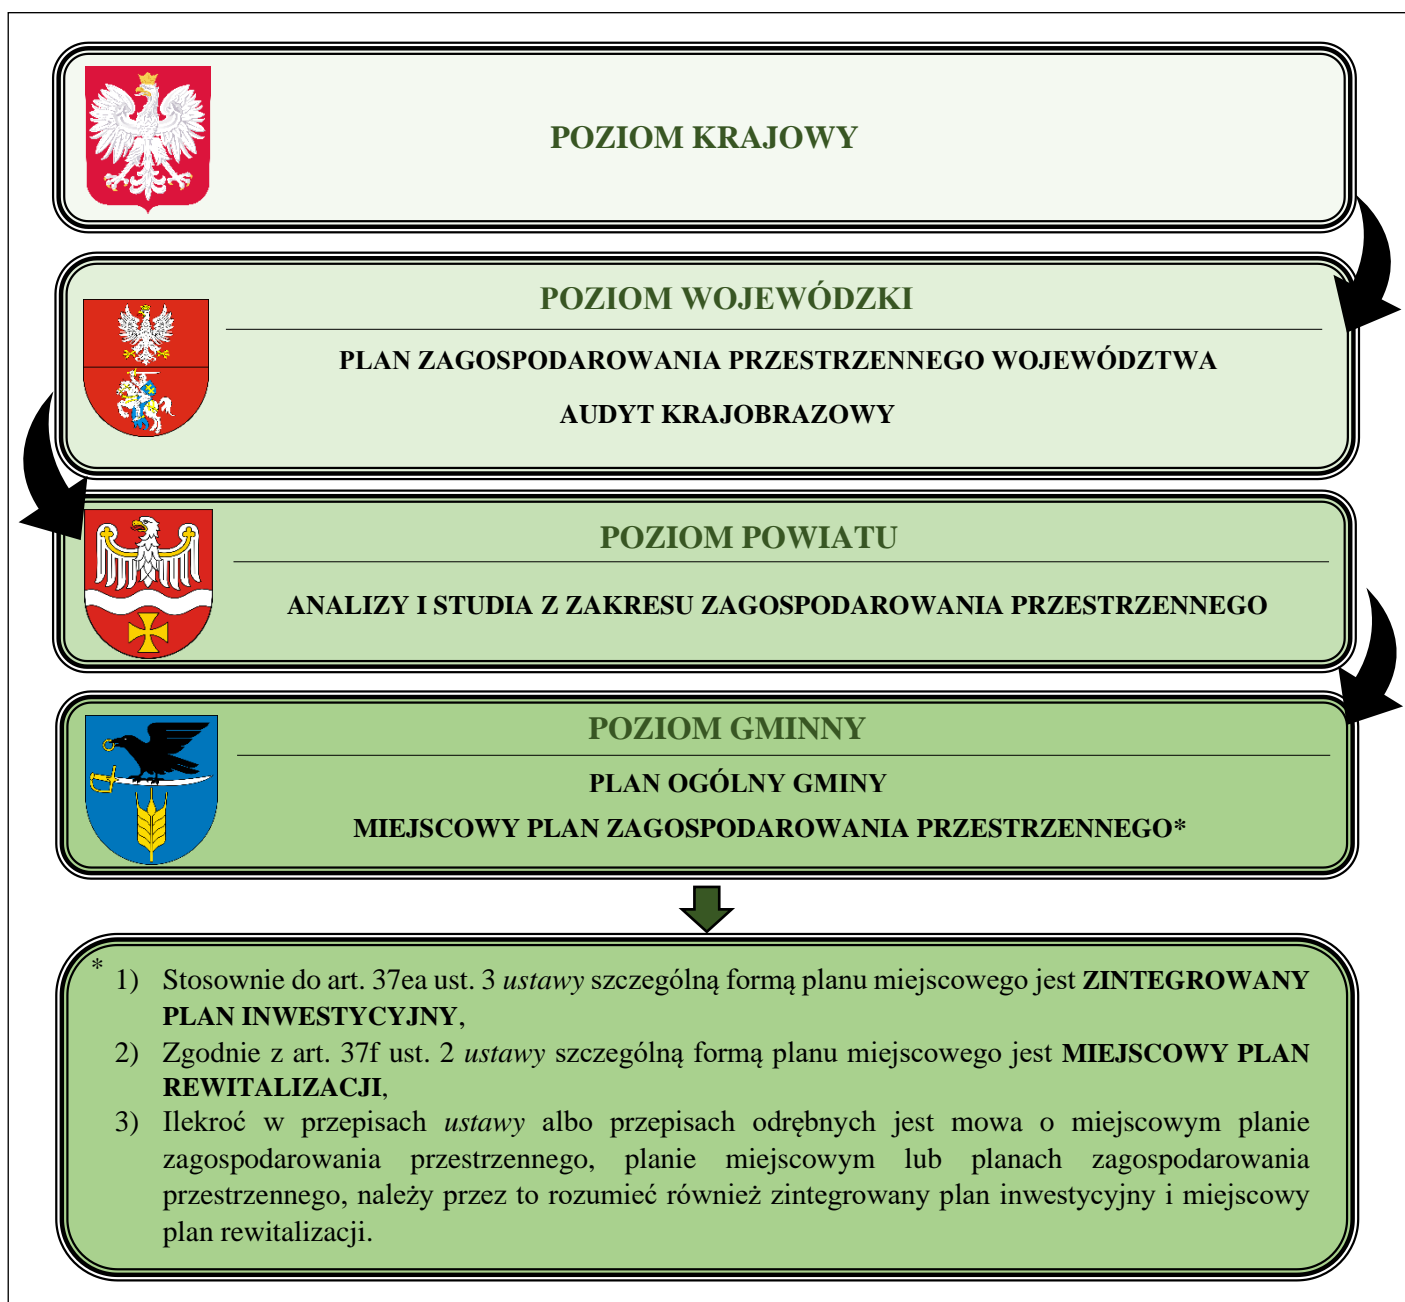 POZIOM KRAJOWY
POZIOM WOJEWÓDZKI
PLAN ZAGOSPODAROWANIA PRZESTRZENNEGO WOJEWÓDZTWA
AUDYT KRAJOBRAZOWY
POZIOM POWIATU
ANALIZY I STUDIA Z ZAKRESU ZAGOSPODAROWANIA PRZESTRZENNEGO
POZIOM GMINNY
PLAN OGÓLNY GMINY
MIEJSCOWY PLAN ZAGOSPODAROWANIA PRZESTRZENNEGO*
* 1) Stosownie do art. 37ea ust. 3 ustawy szczególną formą planu miejscowego jest ZINTEGROWANY
PLAN INWESTYCYJNY,
2) Zgodnie z art. 37f ust. 2 ustawy szczególną formą planu miejscowego jest MIEJSCOWY PLAN
REWITALIZACJI,
3) Ilekroć w przepisach ustawy albo przepisach odrębnych jest mowa o miejscowym planie
zagospodarowania przestrzennego, planie miejscowym lub planach zagospodarowania
przestrzennego, należy przez to rozumieć również zintegrowany plan inwestycyjny i miejscowy
plan rewitalizacji.